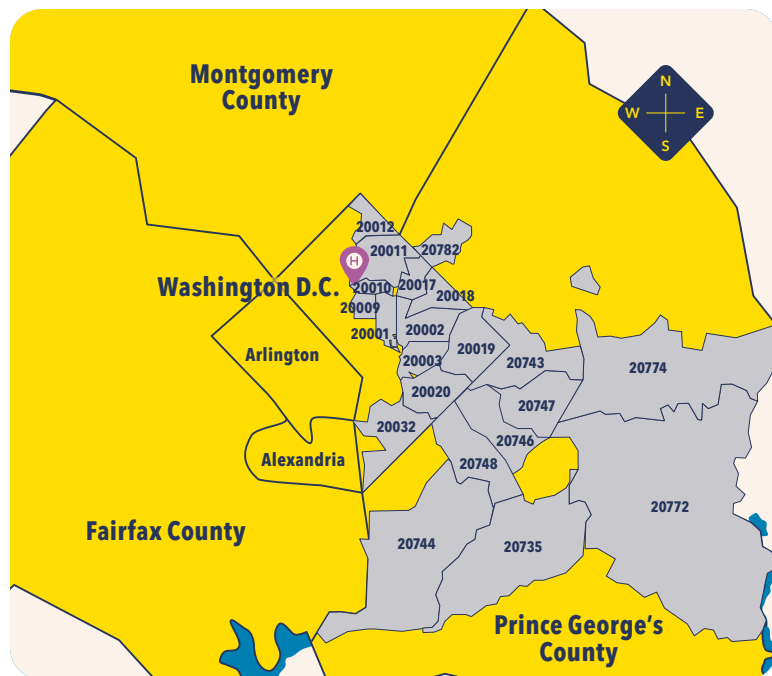 Montgomery
County
N
W
E
S
20012
20011
20782
H
Washington D.C.
20010
20017
20018
20009
20001
20002
20003
20019
20743
20774
Arlington
20020
20747
20032
20746
Alexandria
20748
20772
Fairfax County
20744
20735
Prince George's
County